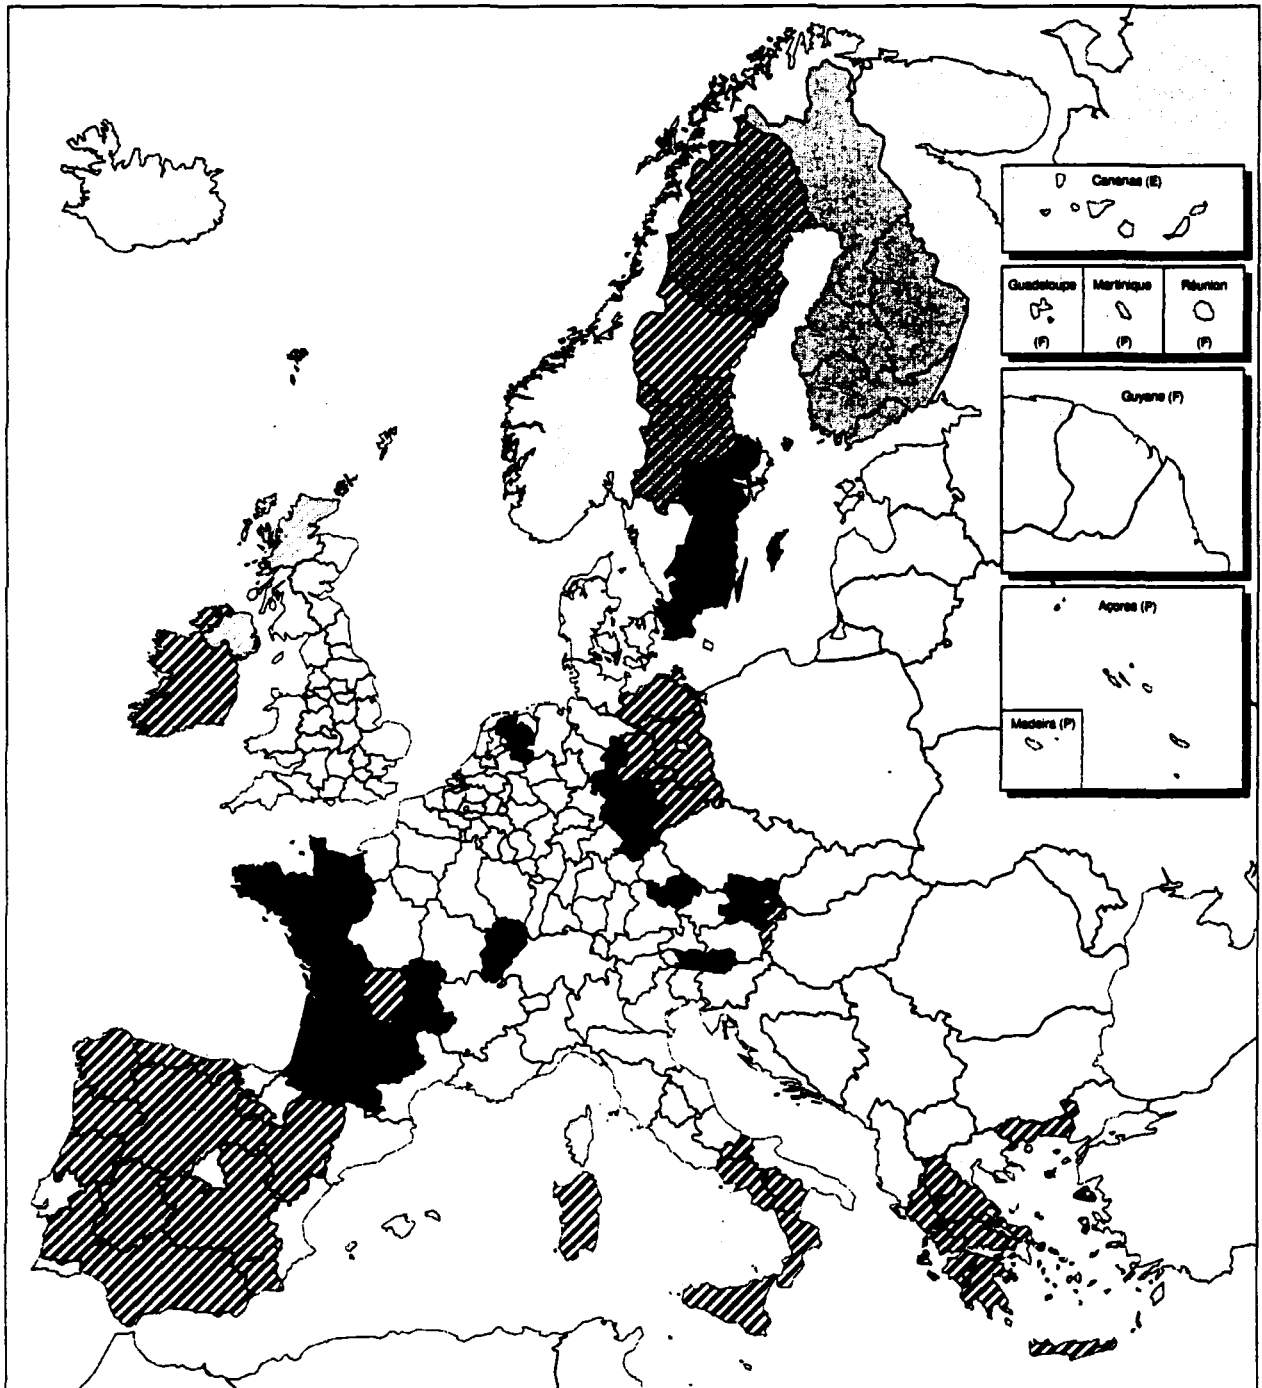 Canarias (E)
Guadeloupe Martinique Réunion
(F) (F) (F)
Guyane (F)
Açores (P)
Madeira (P)